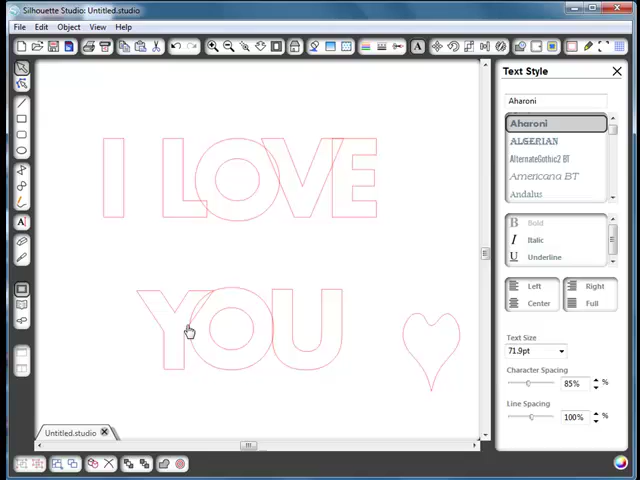 Silhouette Studio: Untitled.studio
File Edit Object View Help
Text Style
Aharoni
Aharoni
ALGERIAN
AlternateGothic2 BT
Americana BT
Andalus
B Bold
I Italic
U Underline
Left Right
Center Full
Text Size
71.9pt
Character Spacing
85% %
Line Spacing
100% %
I LOVE
YOU
Untitled.studio